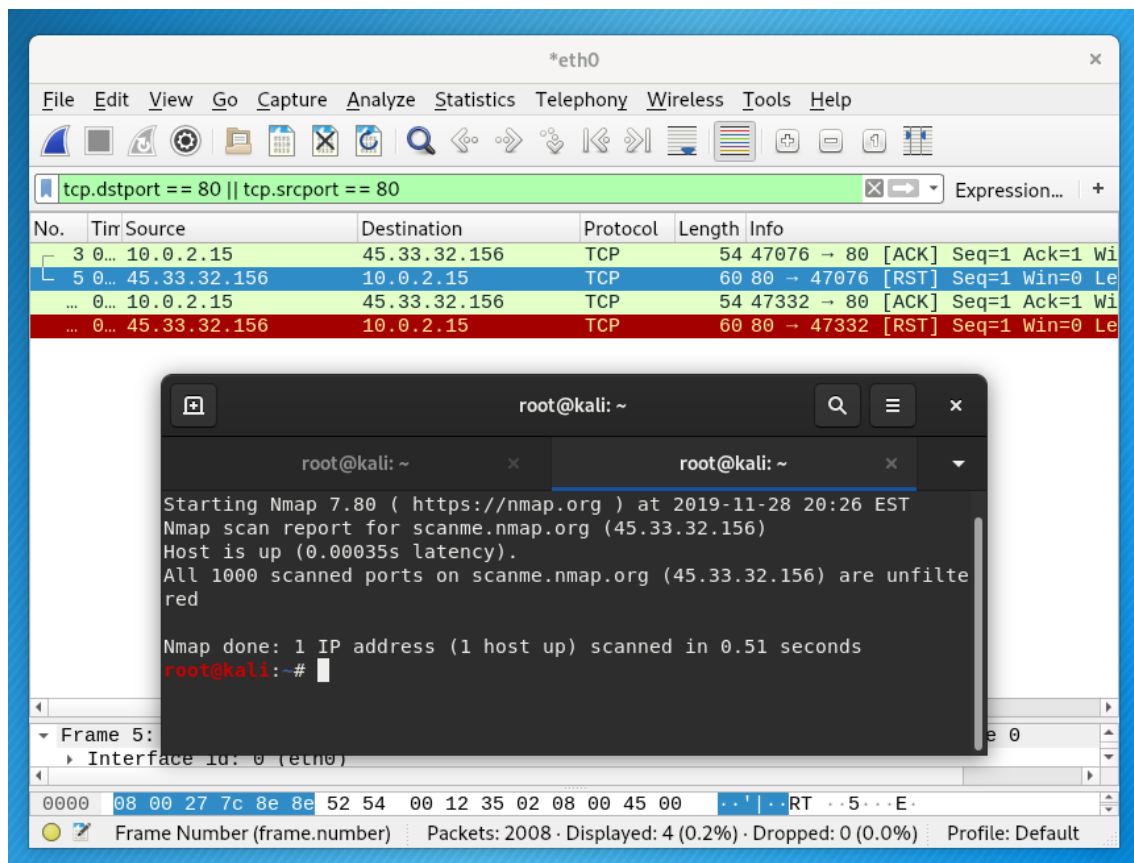 *eth0
File Edit View Go Capture Analyze Statistics Telephony Wireless Tools Help
tcp.dstport == 80 || tcp.srcport == 80
Expression... +
No. Tim Source Destination Protocol Length Info
3 0… 10.0.2.15 45.33.32.156 TCP 54 47076 → 80 [ACK] Seq=1 Ack=1 Wi
5 0… 45.33.32.156 10.0.2.15 TCP 60 80 → 47076 [RST] Seq=1 Win=0 Le
… 0… 10.0.2.15 45.33.32.156 TCP 54 47332 → 80 [ACK] Seq=1 Ack=1 Wi
… 0… 45.33.32.156 10.0.2.15 TCP 60 80 → 47332 [RST] Seq=1 Win=0 Le
root@kali: ~
root@kali: ~ root@kali: ~
Starting Nmap 7.80 ( https://nmap.org ) at 2019-11-28 20:26 EST
Nmap scan report for scanme.nmap.org (45.33.32.156)
Host is up (0.00035s latency).
All 1000 scanned ports on scanme.nmap.org (45.33.32.156) are unfilte
red
Nmap done: 1 IP address (1 host up) scanned in 0.51 seconds
root@kali:~#
Frame 5: e 0
Interface id: 0 (eth0)
0000 08 00 27 7c 8e 8e 52 54 00 12 35 02 08 00 45 00 ··'|··RT ··5···E·
Frame Number (frame.number) Packets: 2008 · Displayed: 4 (0.2%) · Dropped: 0 (0.0%) Profile: Default